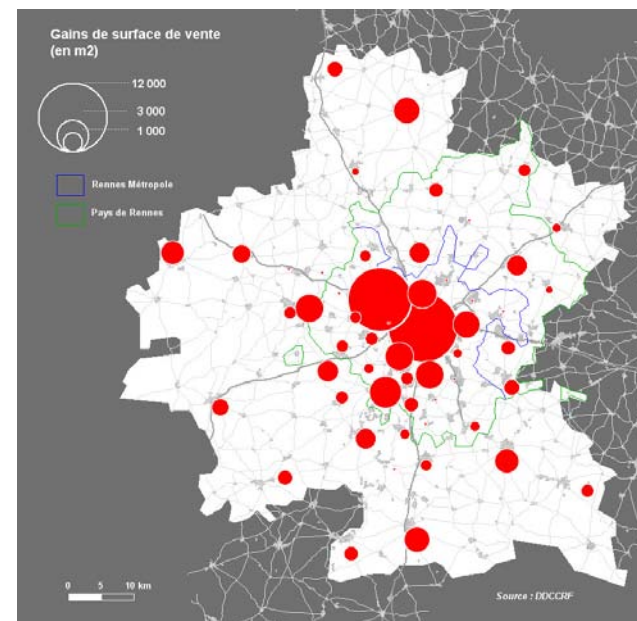 Gains de surface de vente
(en m2)
12 000
3 000
1 000
Rennes Métropole
Pays de Rennes
0 5 10 km
Source : DDCCRF